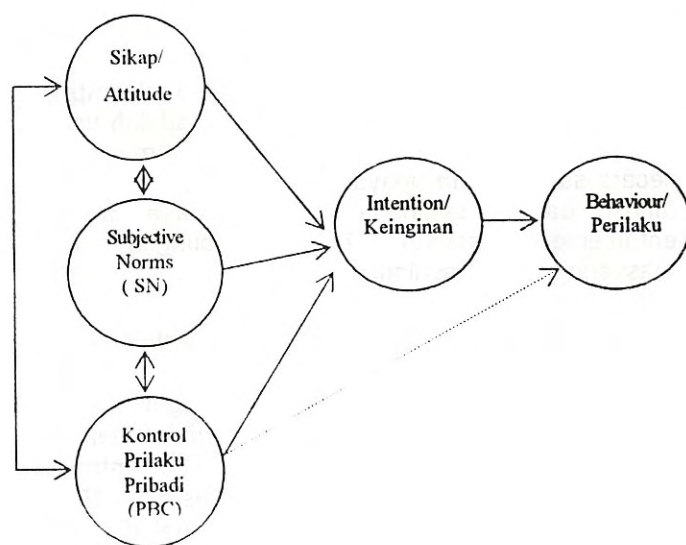 Sikap/
Attitude
Subjective
Norms
( SN)
Kontrol
Prilaku
Pribadi
(PBC)
Intention/
Keinginan
Behaviour/
Perilaku